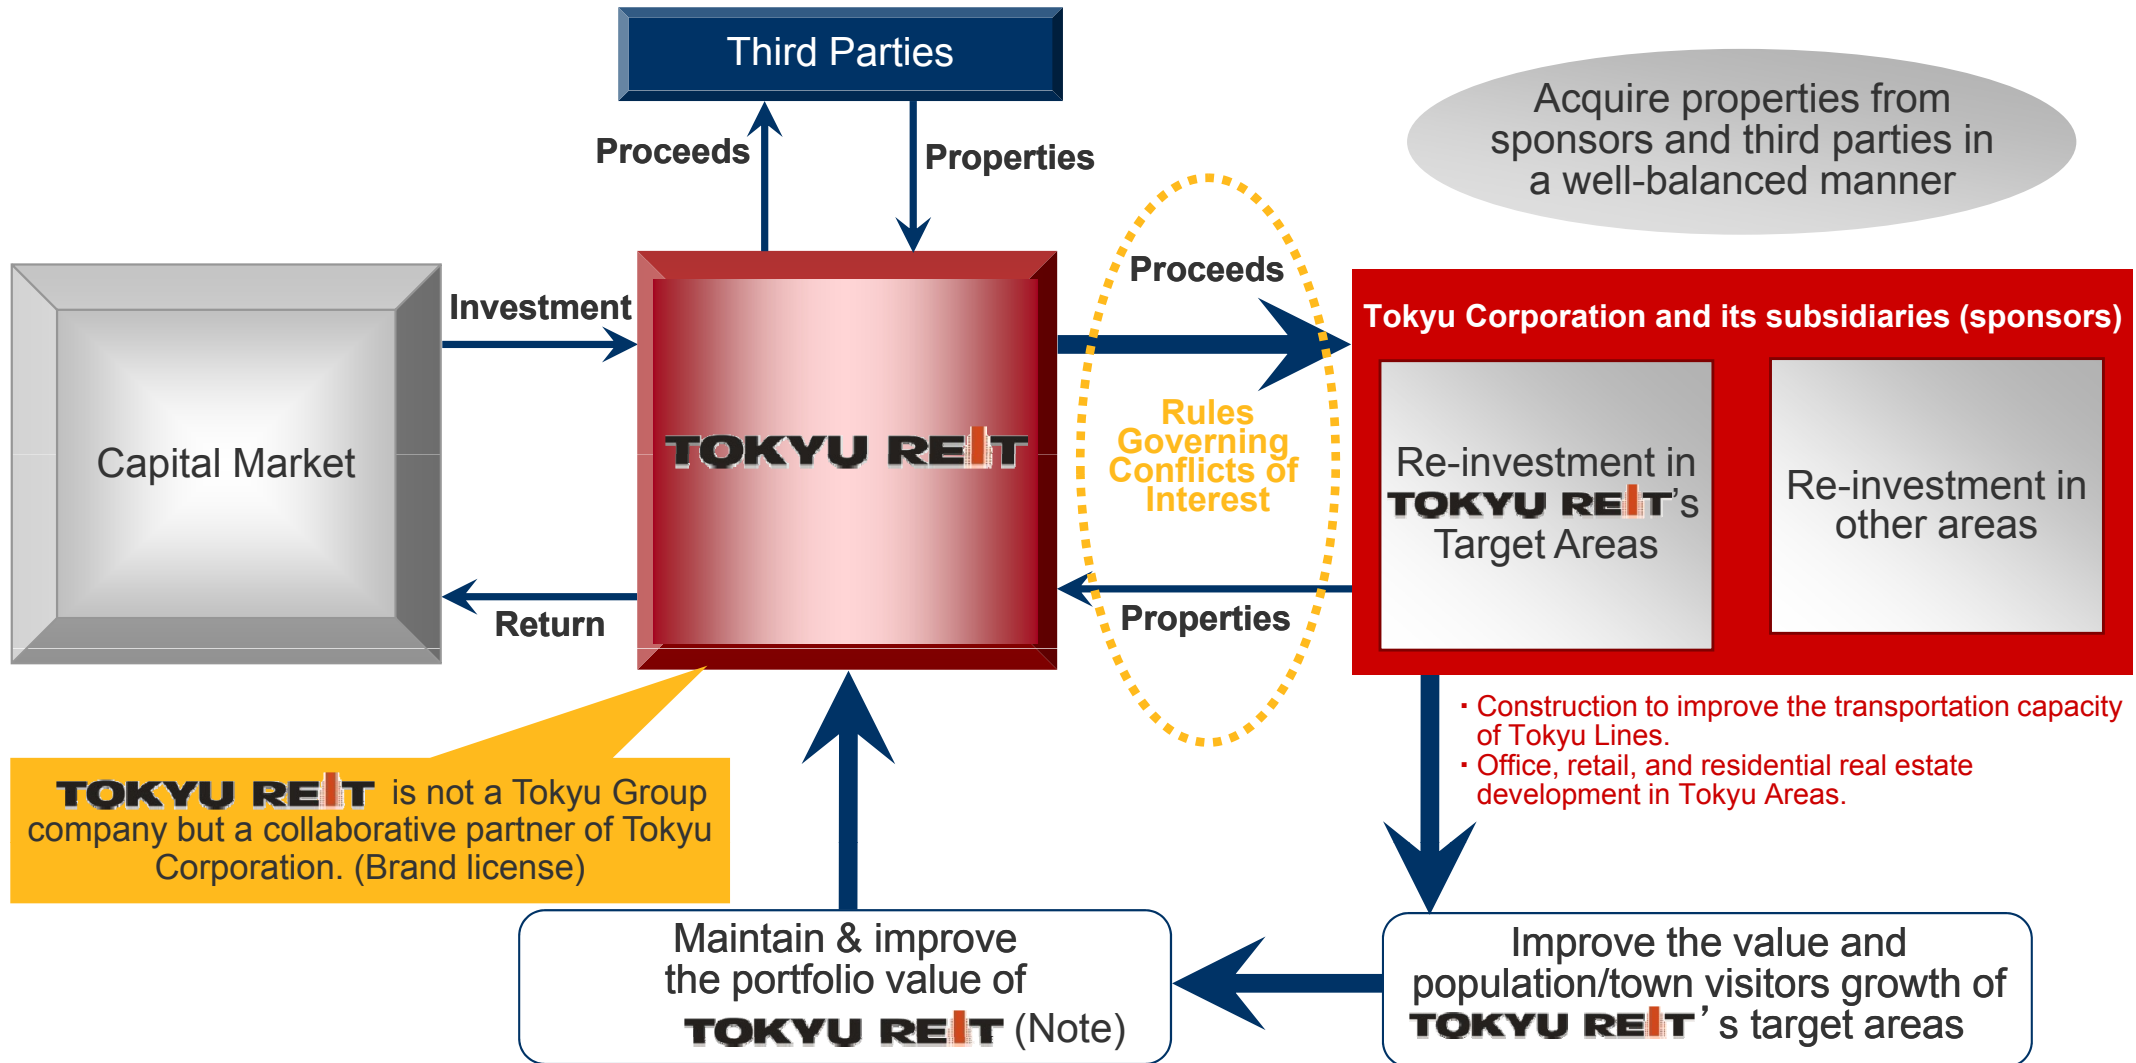 Third Parties
Acquire properties from
sponsors and third parties in
a well-balanced manner
Proceeds
Properties
Capital Market
Investment
Return
TOKYU REIT
Proceeds
Rules
Governing
Conflicts of
Interest
Properties
Tokyu Corporation and its subsidiaries (sponsors)
Re-investment in
TOKYU REIT's
Target Areas
Re-investment in
other areas
・Construction to improve the transportation capacity
of Tokyu Lines.
・Office, retail, and residential real estate
development in Tokyu Areas.
TOKYU REIT is not a Tokyu Group
company but a collaborative partner of Tokyu
Corporation. (Brand license)
Maintain & improve
the portfolio value of
TOKYU REIT (Note)
Improve the value and
population/town visitors growth of
TOKYU REIT’s target areas